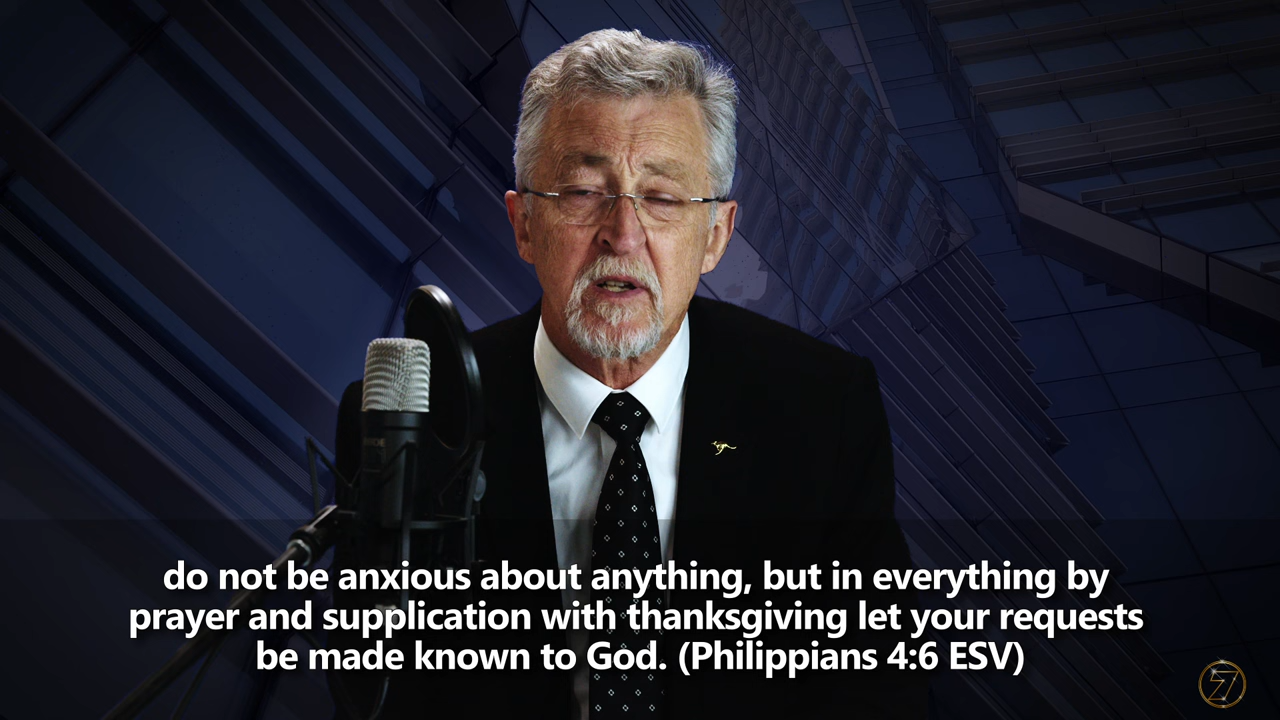 do not be anxious about anything, but in everything by
prayer and supplication with thanksgiving let your requests
be made known to God. (Philippians 4:6 ESV)